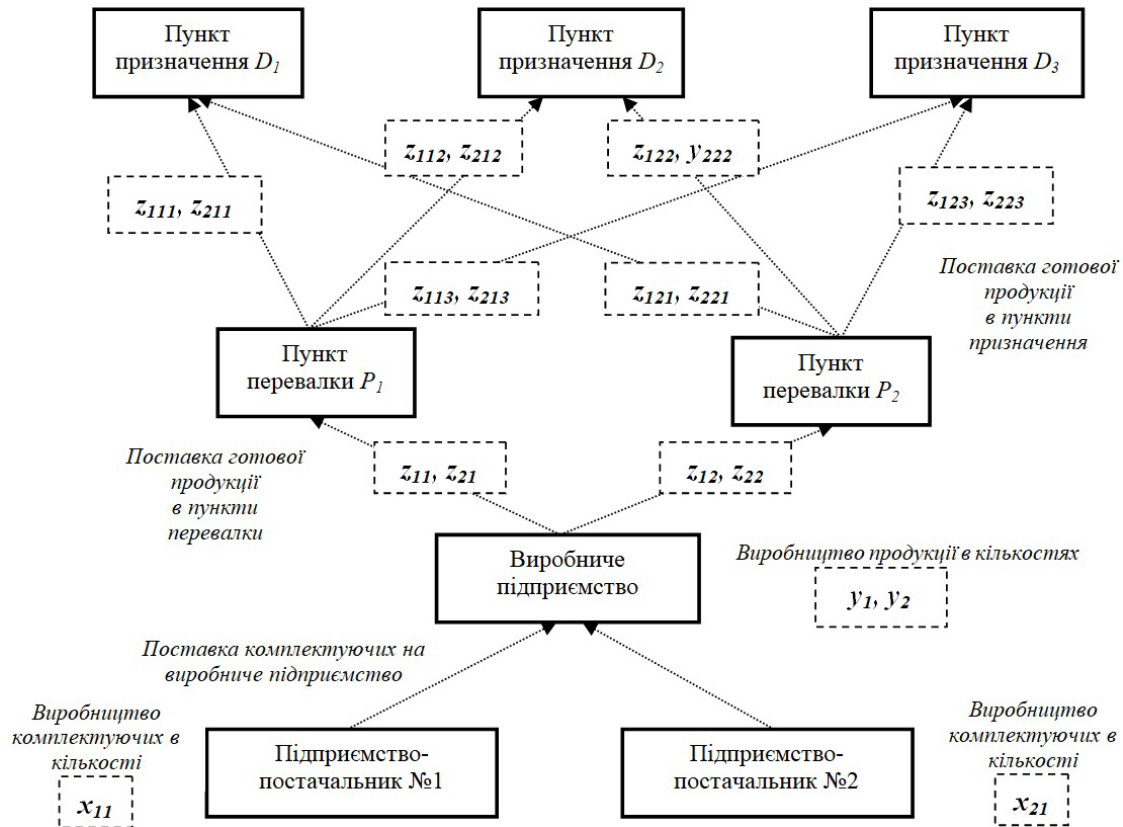 Пункт
призначення D1
Пункт
призначення D2
Пункт
призначення D3
z112, z212
z122, y222
z111, z211
z123, z223
z113, z213
z121, z221
Поставка готової
продукції
в пункти
призначення
Пункт
перевалки P1
Пункт
перевалки P2
Поставка готової
продукції
в пункти
перевалки
z11, z21
z12, z22
Виробниче
підприємство
Виробництво продукції в кількостях
y1, y2
Поставка комплектуючих на
виробниче підприємство
Виробництво
комплектуючих в
кількості
x11
Підприємство-
постачальник №1
Підприємство-
постачальник №2
Виробництво
комплектуючих в
кількості
x21